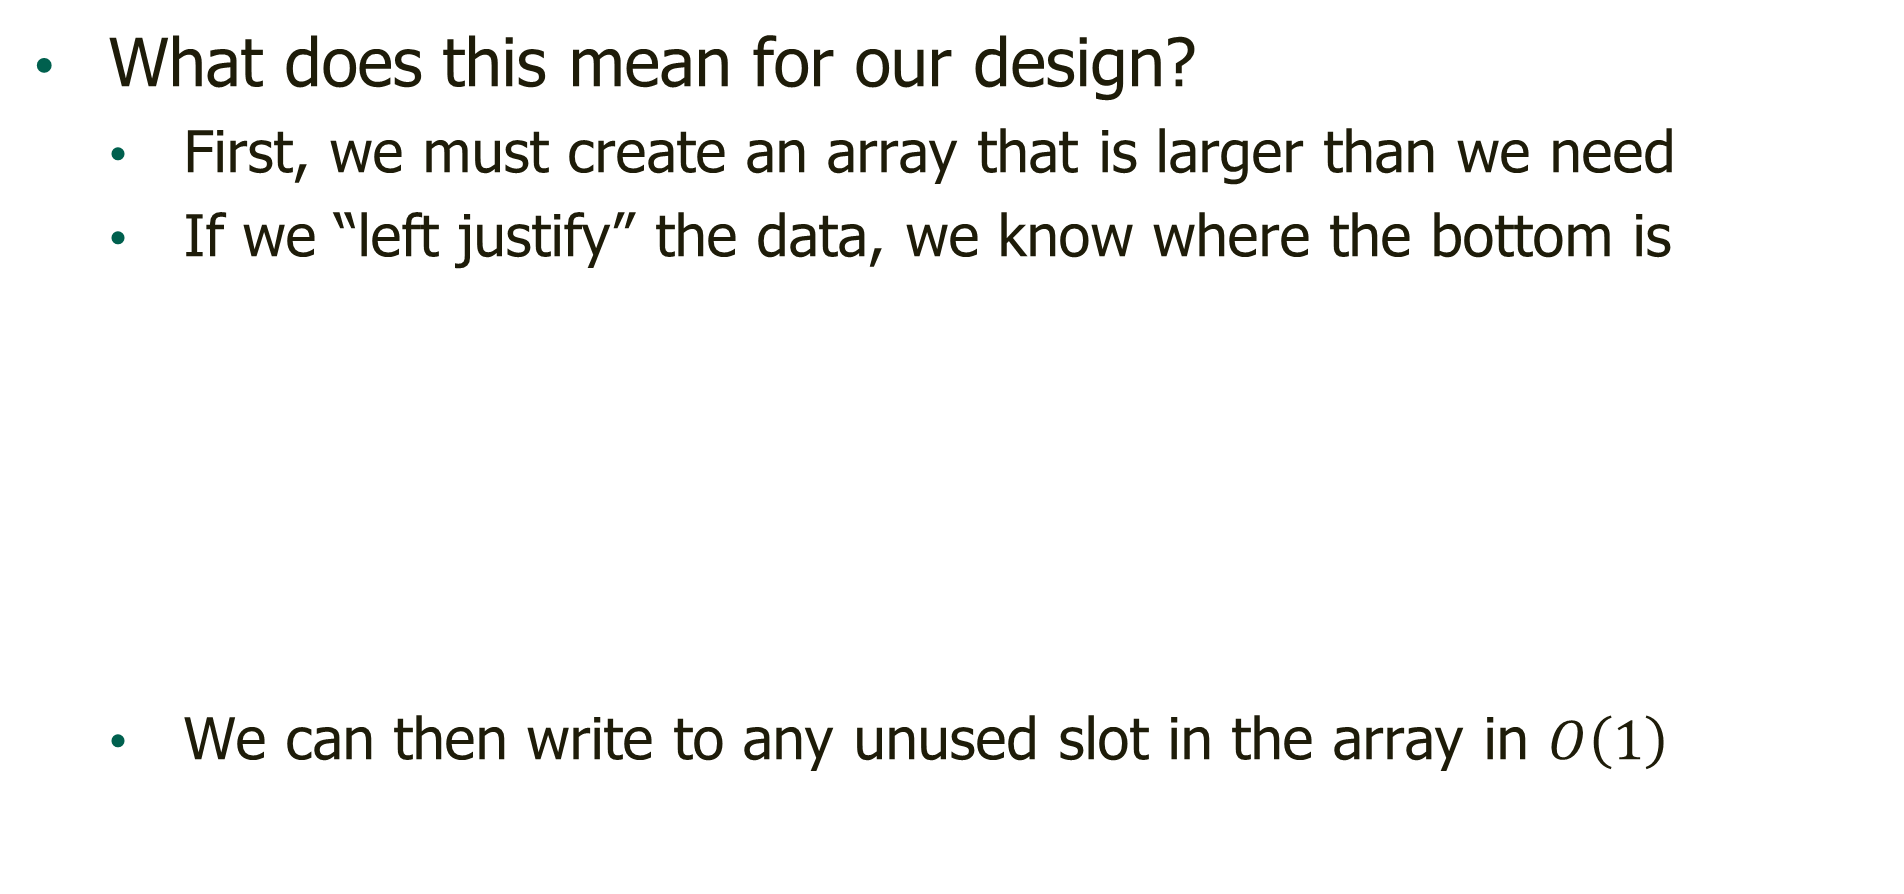 • What does this mean for our design?
• First, we must create an array that is larger than we need
• If we “left justify” the data, we know where the bottom is
• We can then write to any unused slot in the array in 𝑂(1)